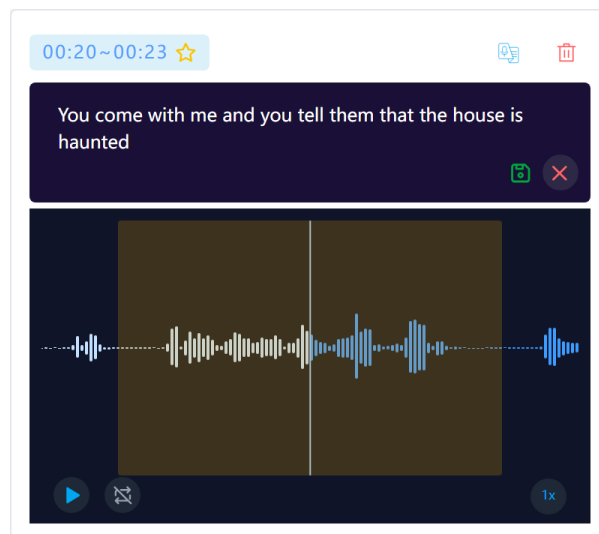 00:20~00:23
You come with me and you tell them that the house is
haunted
1x